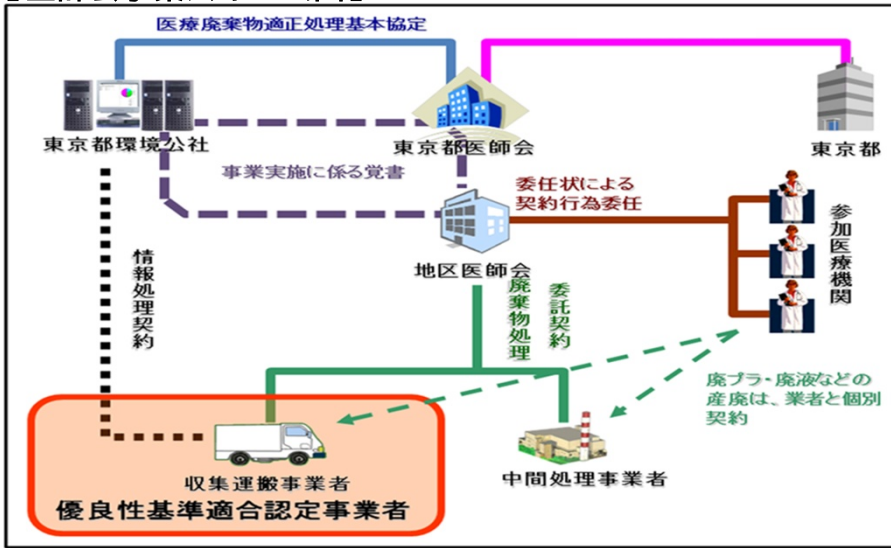 医療廃棄物適正処理基本協定
東京都環境公社
東京都医師会
東京都
事業実施に係る覚書
委任状による
契約行為委任
参加医療機関
地区医師会
情報処理契約
廃棄物処理
委託契約
廃プラ・廃液などの
産廃は、業者と個別
契約
収集運搬事業者
中間処理事業者
優良性基準適合認定事業者